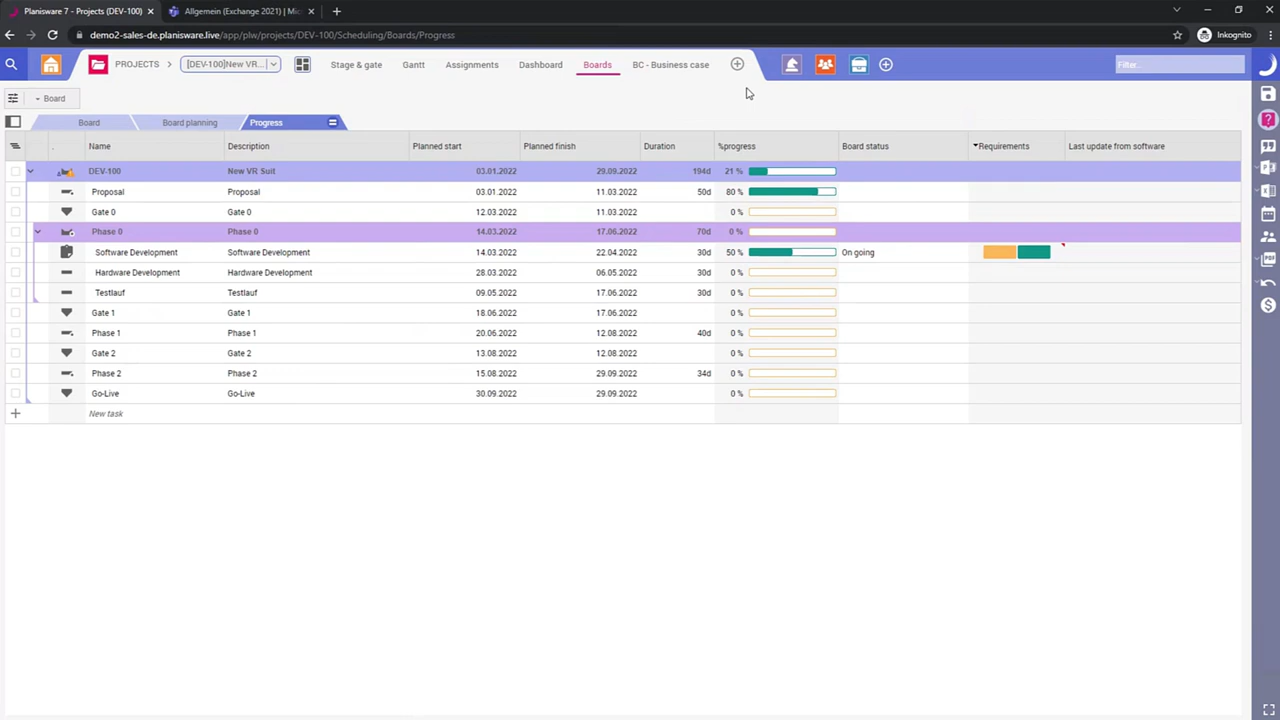 Planisware 7 - Projects (DEV-100)
Allgemein (Exchange 2021) | Mic
demo2-sales-de.planisware.live/app/plw/projects/DEV-100/Scheduling/Boards/Progress
Inkognito
PROJECTS
[DEV-100]New VR...]
Stage & gate
Gantt
Assignments
Dashboard
Boards
BC - Business case
Filter...
Board
Board
Board planning
Progress
Name Description Planned start Planned finish Duration %progress Board status Requirements Last update from software
DEV-100 New VR Suit 03.01.2022 29.09.2022 194d 21 %
Proposal Proposal 03.01.2022 11.03.2022 50d 80 %
Gate 0 Gate 0 12.03.2022 11.03.2022 0 %
Phase 0 Phase 0 14.03.2022 17.06.2022 70d 0 %
Software Development Software Development 14.03.2022 22.04.2022 30d 50 % On going
Hardware Development Hardware Development 28.03.2022 06.05.2022 30d 0 %
Testlauf Testlauf 09.05.2022 17.06.2022 30d 0 %
Gate 1 Gate 1 18.06.2022 17.06.2022 0 %
Phase 1 Phase 1 20.06.2022 12.08.2022 40d 0 %
Gate 2 Gate 2 13.08.2022 12.08.2022 0 %
Phase 2 Phase 2 15.08.2022 29.09.2022 34d 0 %
Go-Live Go-Live 30.09.2022 29.09.2022 0 %
New task